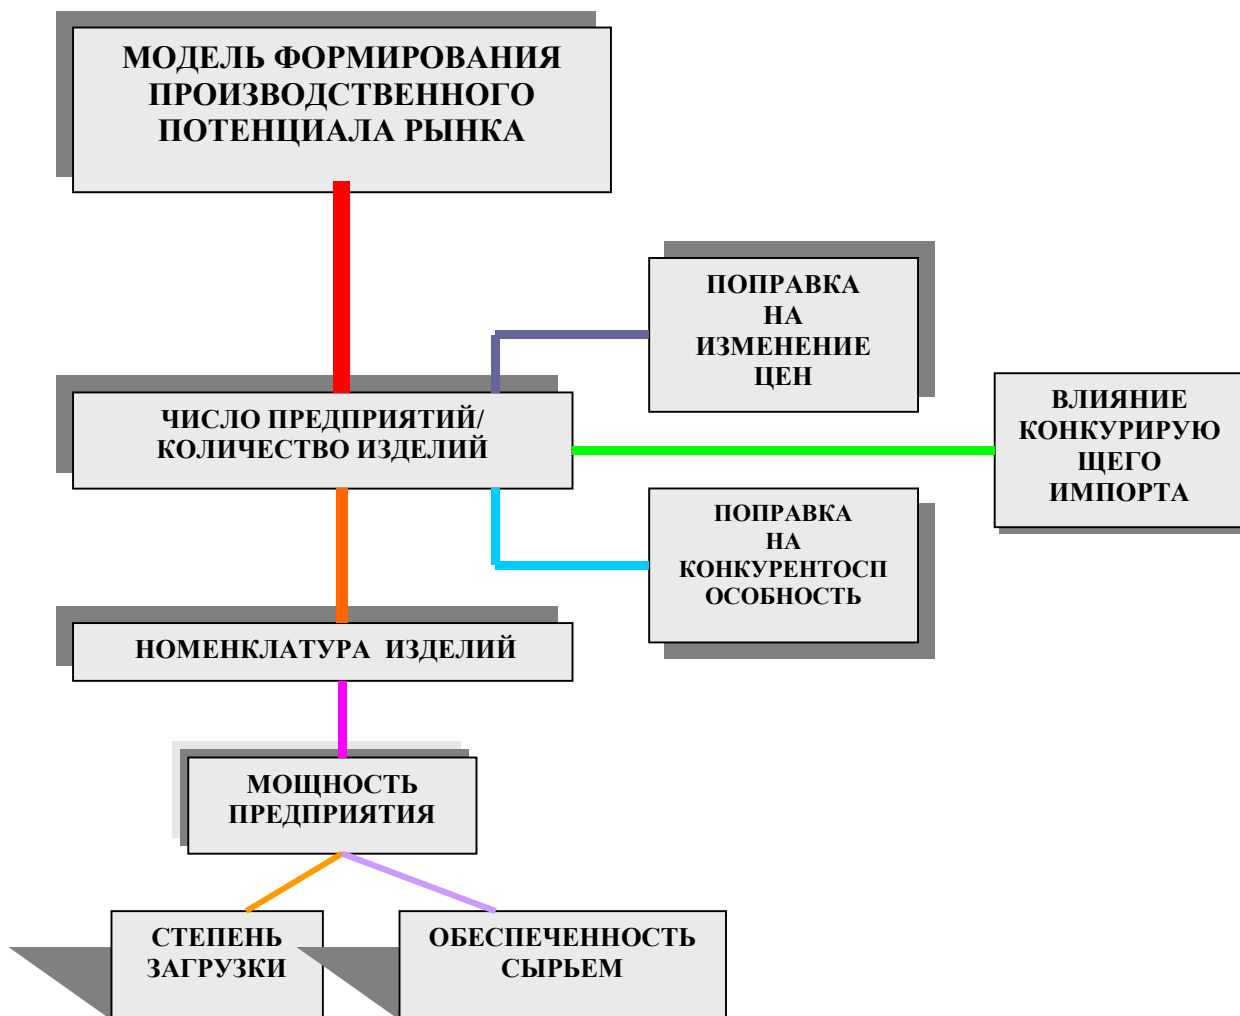 МОДЕЛЬ ФОРМИРОВАНИЯ
ПРОИЗВОДСТВЕННОГО
ПОТЕНЦИАЛА РЫНКА
ПОПРАВКА
НА
ИЗМЕНЕНИЕ
ЦЕН
ЧИСЛО ПРЕДПРИЯТИЙ/
КОЛИЧЕСТВО ИЗДЕЛИЙ
ВЛИЯНИЕ
КОНКУРИРУЮ
ЩЕГО
ИМПОРТА
ПОПРАВКА
НА
КОНКУРЕНТОСП
ОСОБНОСТЬ
НОМЕНКЛАТУРА ИЗДЕЛИЙ
МОЩНОСТЬ
ПРЕДПРИЯТИЯ
СТЕПЕНЬ
ЗАГРУЗКИ
ОБЕСПЕЧЕННОСТЬ
СЫРЬЕМ